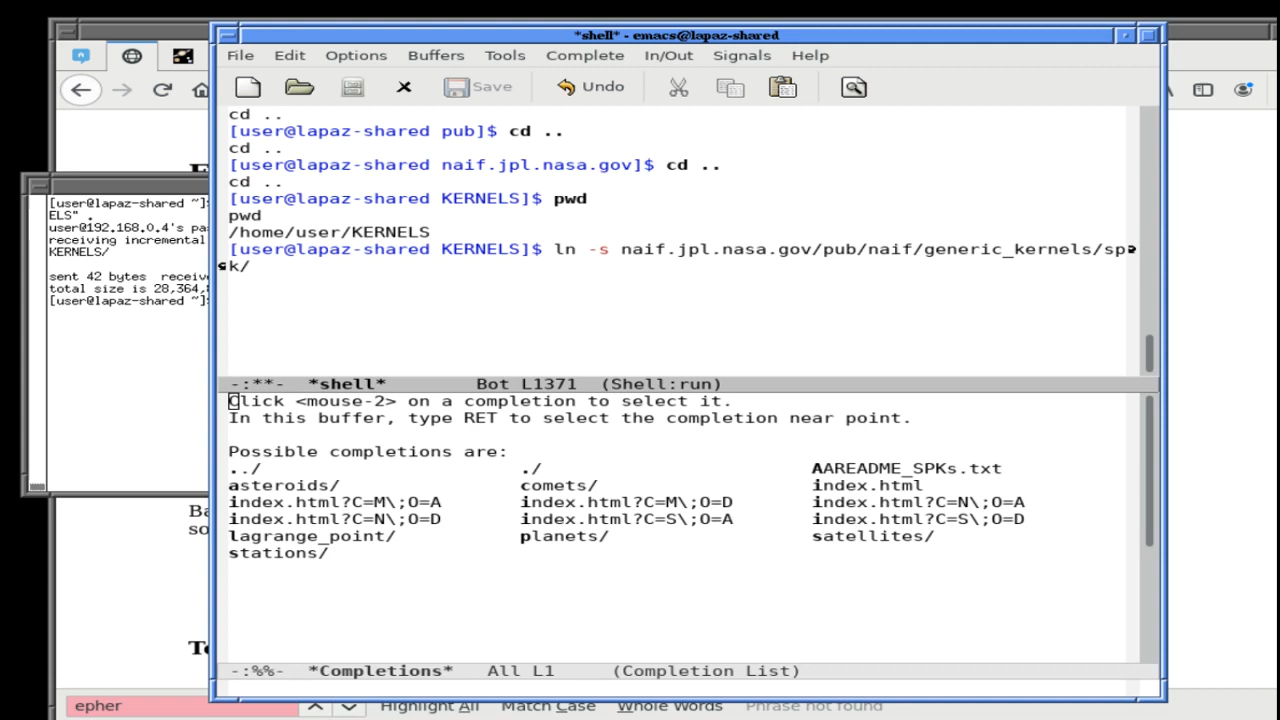 *shell* - emacs@lapaz-shared
File Edit Options Buffers Tools Complete In/Out Signals Help
Save Undo
cd ..
[user@lapaz-shared pub]$ cd ..
cd ..
[user@lapaz-shared naif.jpl.nasa.gov]$ cd ..
cd ..
[user@lapaz-shared KERNELS]$ pwd
pwd
/home/user/KERNELS
[user@lapaz-shared KERNELS]$ ln -s naif.jpl.nasa.gov/pub/naif/generic_kernels/sp
k/
-:**- *shell* Bot L1371 (Shell:run)
Click <mouse-2> on a completion to select it.
In this buffer, type RET to select the completion near point.
Possible completions are:
../ ./ AAREADME_SPKs.txt
asteroids/ comets/ index.html
index.html?C=M\;O=A index.html?C=M\;O=D index.html?C=N\;O=A
index.html?C=N\;O=D index.html?C=S\;O=A index.html?C=S\;O=D
lagrange_point/ planets/ satellites/
stations/
-:%%- *Completions* All L1 (Completion List)
[user@lapaz-shared ~]
ELS" .
user@192.168.0.4's pa
receiving incremental
KERNELS/
sent 42 bytes receiv
total size is 28,364,
[user@lapaz-shared ~]
Ba
so
To
epher Highlight All Match Case Whole Words Phrase not found